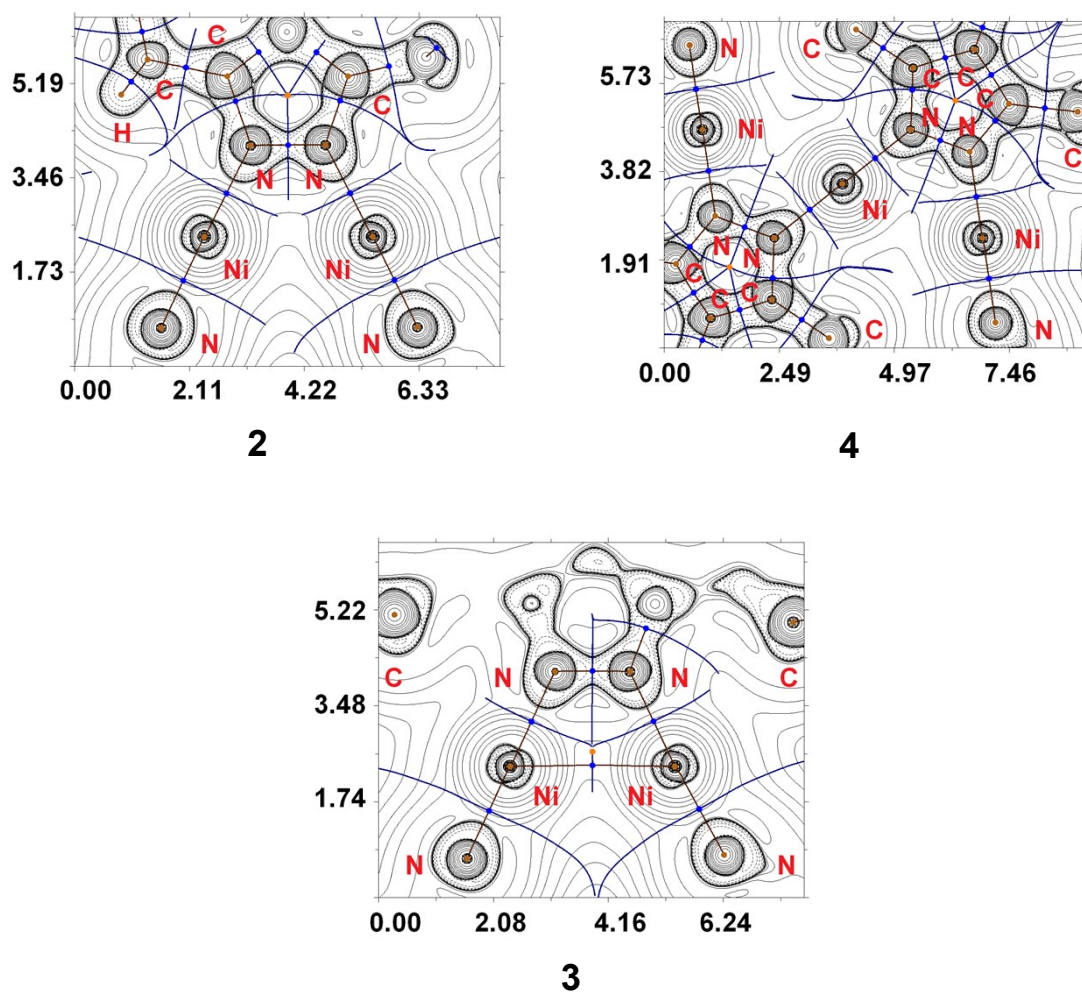 C
5.19
C
C
H
N N
3.46
Ni Ni
1.73
N N
0.00 2.11 4.22 6.33
2
N C
5.73
C C
C
N
Ni N
C
3.82
Ni
Ni
N
N
1.91
C
C C
C N
0.00 2.49 4.97 7.46
4
5.22
C N N C
3.48
Ni Ni
1.74
N N
0.00 2.08 4.16 6.24
3